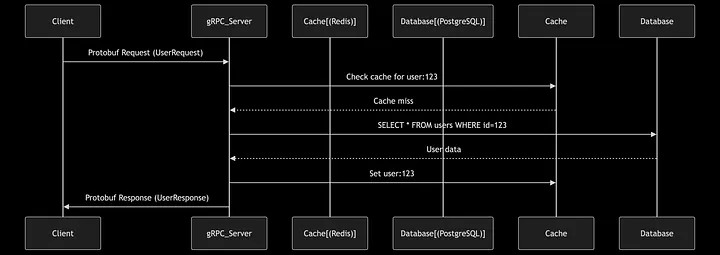 Client
gRPC_Server
Cache[(Redis)]
Database[(PostgreSQL)]
Cache
Database
Protobuf Request (UserRequest)
Check cache for user:123
Cache miss
SELECT * FROM users WHERE id=123
User data
Set user:123
Protobuf Response (UserResponse)
Client
gRPC_Server
Cache[(Redis)]
Database[(PostgreSQL)]
Cache
Database